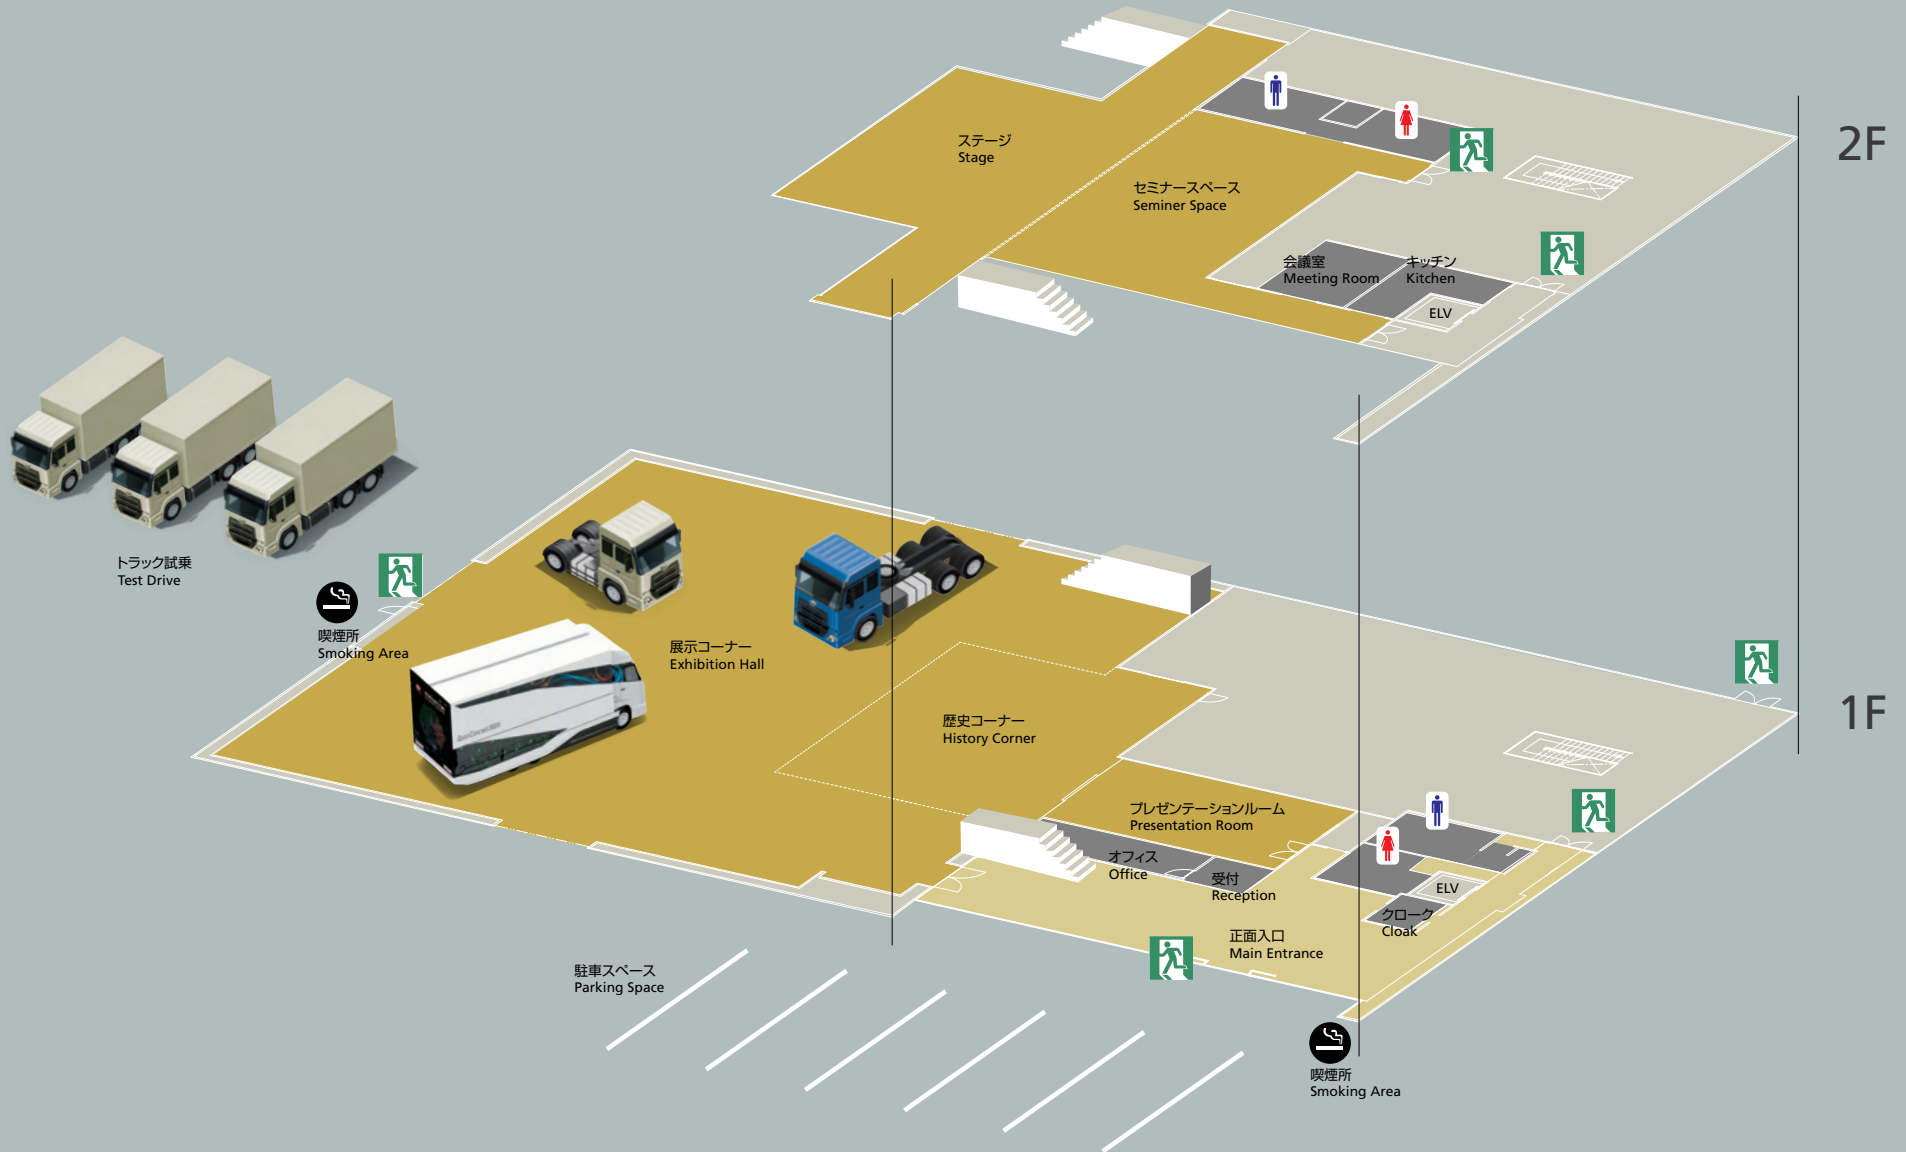 2F
ステージ
Stage
セミナースペース
Seminer Space
会議室
Meeting Room
キッチン
Kitchen
ELV
トラック試乗
Test Drive
喫煙所
Smoking Area
展示コーナー
Exhibition Hall
歴史コーナー
History Corner
1F
プレゼンテーションルーム
Presentation Room
オフィス
Office
受付
Reception
ELV
クローク
Cloak
正面入口
Main Entrance
駐車スペース
Parking Space
喫煙所
Smoking Area